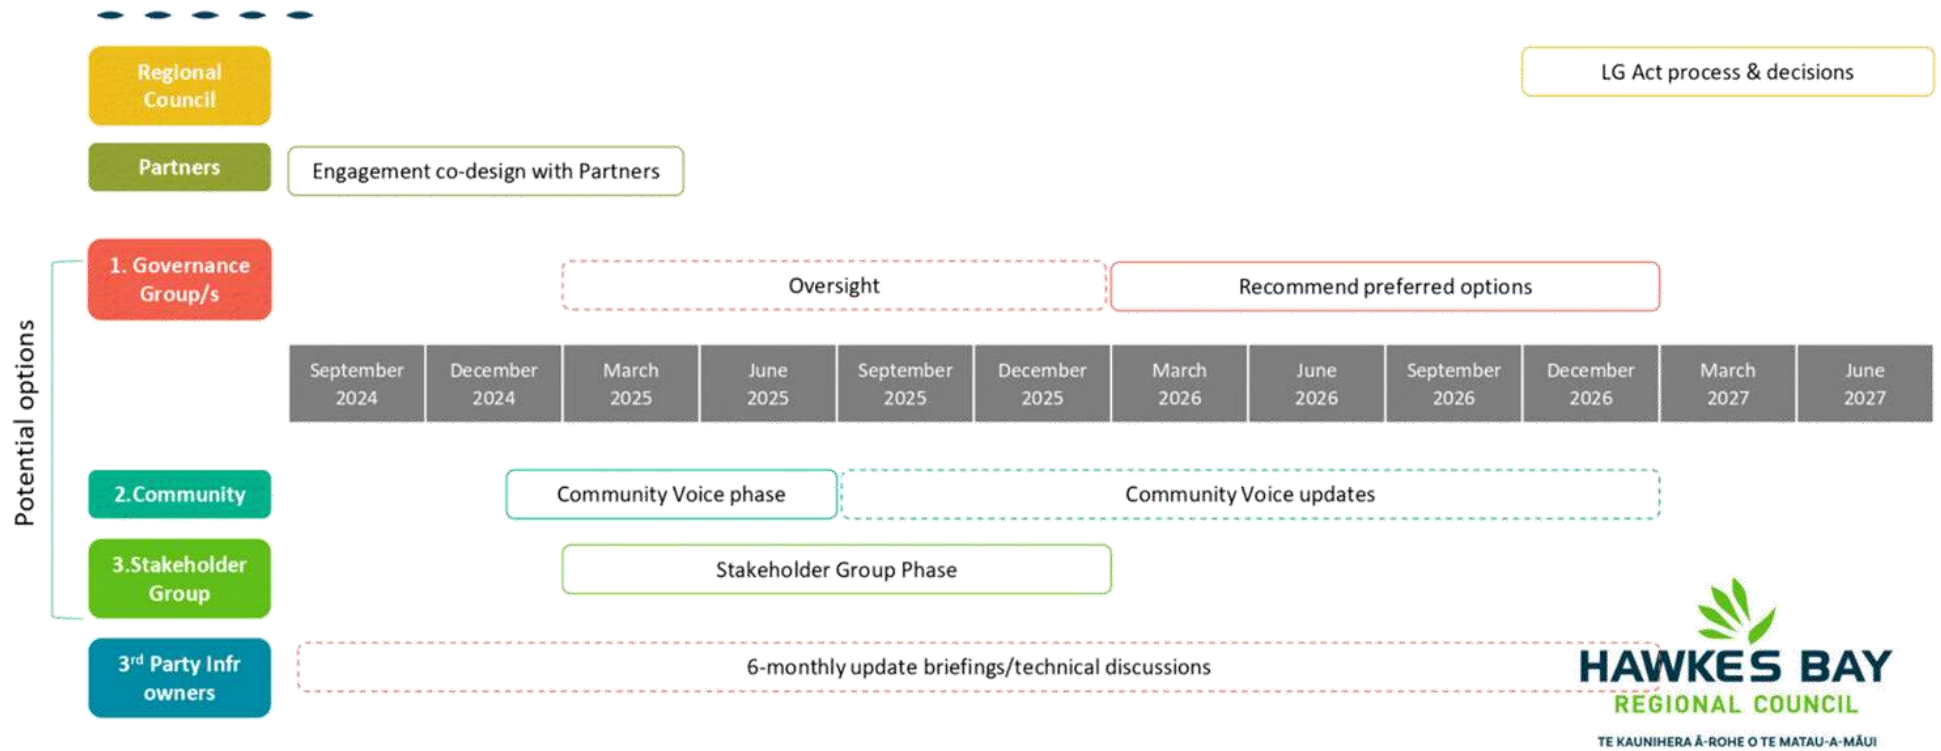 Regional
Council
LG Act process & decisions
Partners
Engagement co-design with Partners
Potential options
1. Governance
Group/s
Oversight
Recommend preferred options
September
2024
December
2024
March
2025
June
2025
September
2025
December
2025
March
2026
June
2026
September
2026
December
2026
March
2027
June
2027
2.Community
Community Voice phase
Community Voice updates
3.Stakeholder
Group
Stakeholder Group Phase
3rd Party Infr
owners
6-monthly update briefings/technical discussions
HAWKES BAY
REGIONAL COUNCIL
TE KAUNIHERA Ā-ROHE O TE MATAU-A-MĀUI